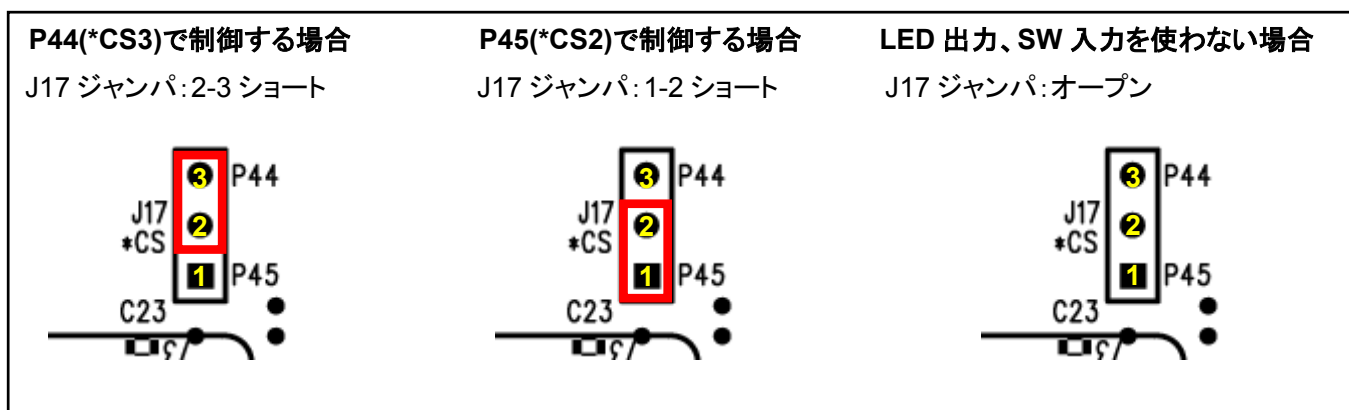 P44(*CS3)で制御する場合
J17 ジャンパ:2-3 ショート
3 P44
J17
2
*CS
1 P45
C23
P45(*CS2)で制御する場合
J17 ジャンパ:1-2 ショート
3 P44
J17
2
*CS
1 P45
C23
LED 出力、SW 入力を使わない場合
J17 ジャンパ:オープン
3 P44
J17
2
*CS
1 P45
C23